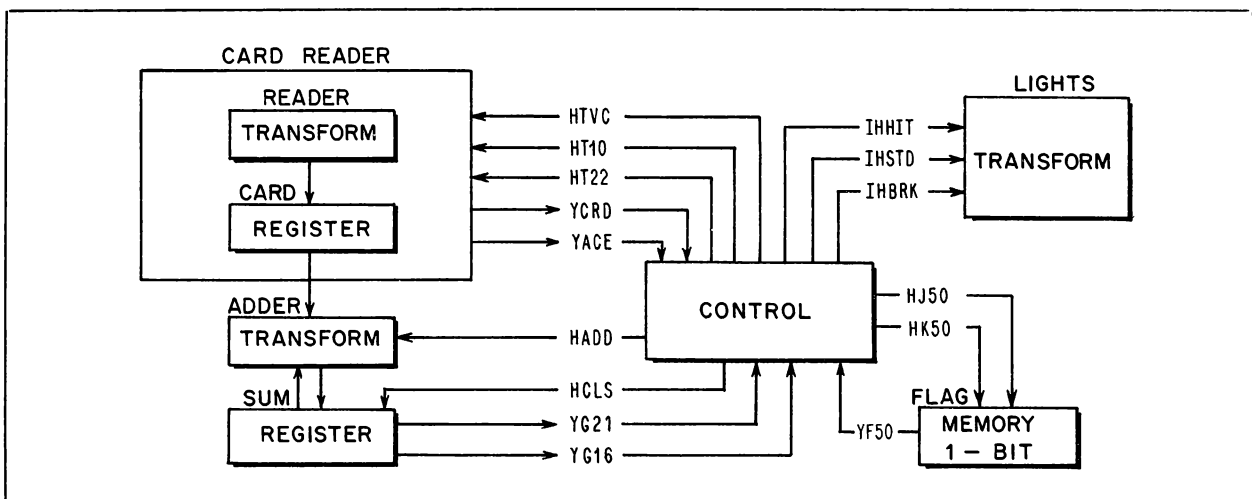 CARD READER
READER
TRANSFORM
CARD
REGISTER
ADDER
TRANSFORM
SUM
REGISTER
HTVC
HT10
HT22
YCRD
YACE
HADD
HCLS
YG21
YG16
CONTROL
IHHIT
IHSTD
IHBRK
LIGHTS
TRANSFORM
HJ50
HK50
YF50
FLAG
MEMORY
1 - BIT